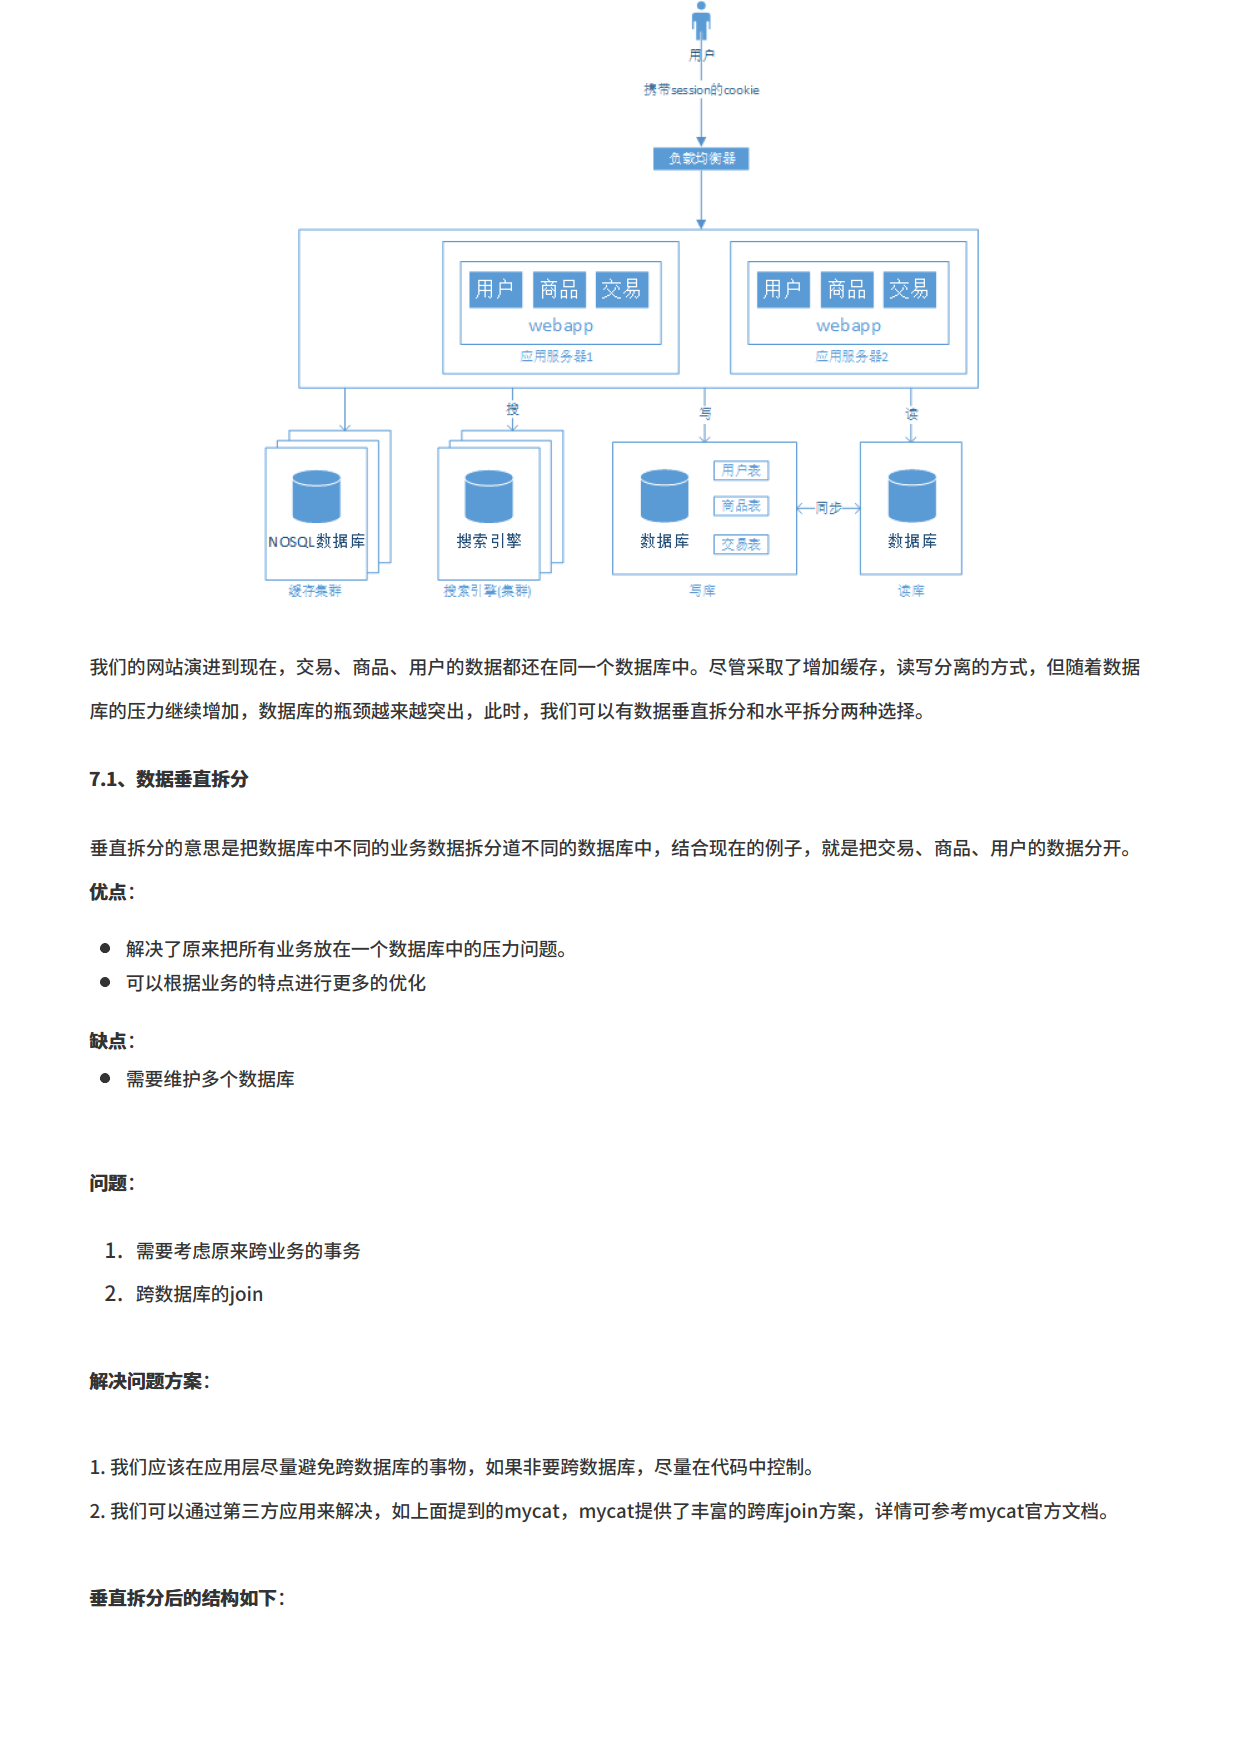 用户
携带session的cookie
负载均衡器
用户 商品 交易 用户 商品 交易
webapp webapp
应用服务器1 应用服务器2
搜 写 读
用户表
商品表
同步
NOSQL数据库 搜索引擎 数据库 交易表 数据库
缓存集群 搜索引擎(集群) 写库 读库
我们的网站演进到现在，交易、商品、用户的数据都还在同一个数据库中。尽管采取了增加缓存，读写分离的方式，但随着数据
库的压力继续增加，数据库的瓶颈越来越突出，此时，我们可以有数据垂直拆分和水平拆分两种选择。
7.1、数据垂直拆分
垂直拆分的意思是把数据库中不同的业务数据拆分道不同的数据库中，结合现在的例子，就是把交易、商品、用户的数据分开。
优点：
● 解决了原来把所有业务放在一个数据库中的压力问题。
● 可以根据业务的特点进行更多的优化
缺点：
● 需要维护多个数据库
问题：
1. 需要考虑原来跨业务的事务
2. 跨数据库的join
解决问题方案：
1. 我们应该在应用层尽量避免跨数据库的事物，如果非要跨数据库，尽量在代码中控制。
2. 我们可以通过第三方应用来解决，如上面提到的mycat，mycat提供了丰富的跨库join方案，详情可参考mycat官方文档。
垂直拆分后的结构如下：